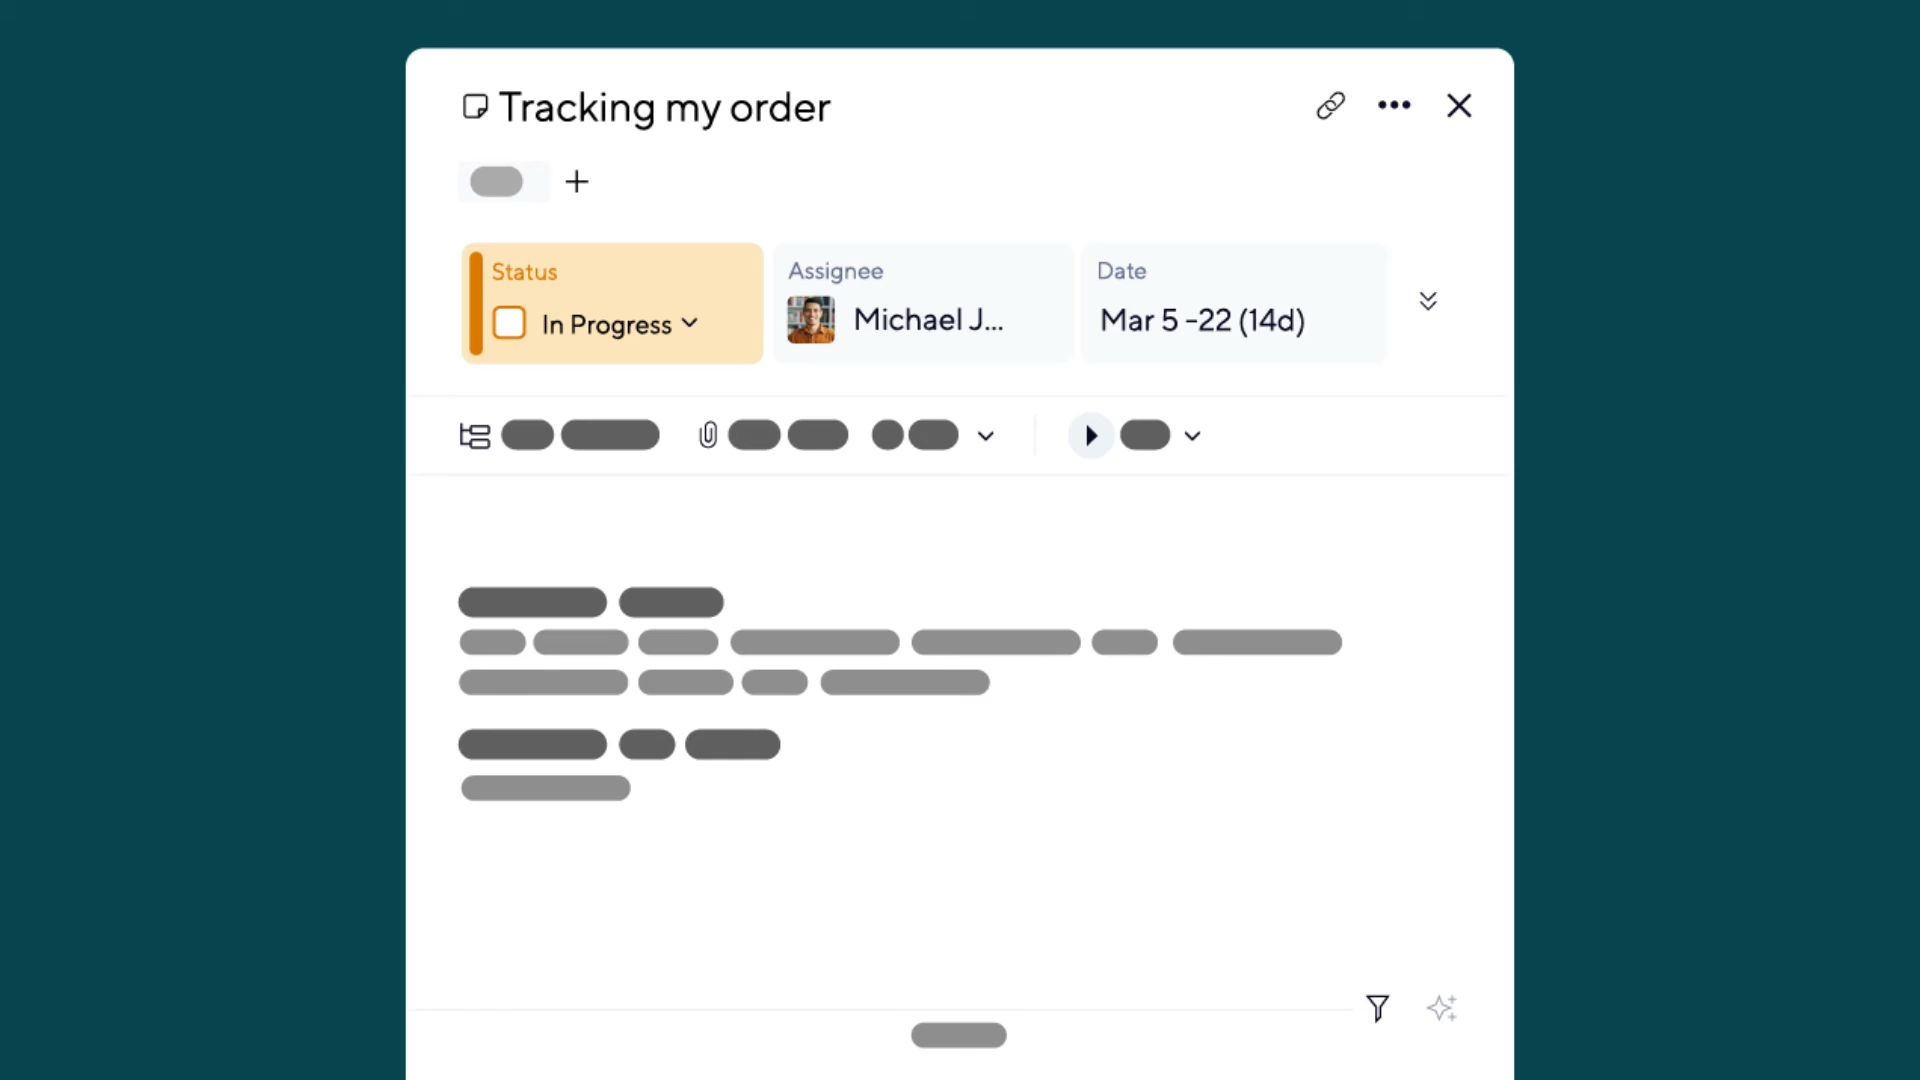 Tracking my order
Status
In Progress
Assignee
Michael J...
Date
Mar 5 -22 (14d)